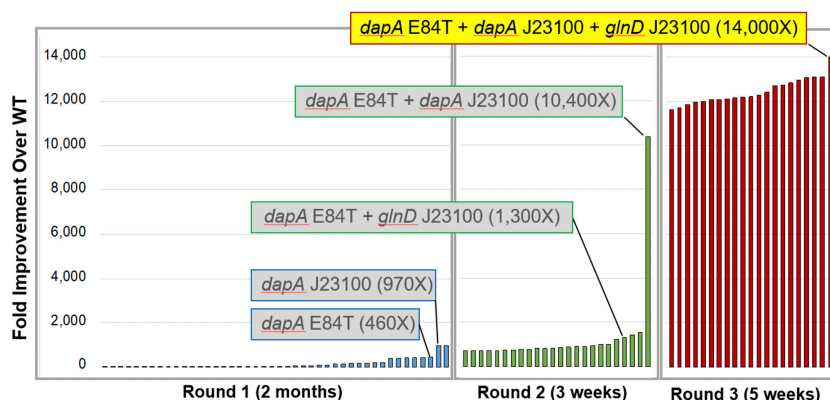 dapA E84T + dapA J23100 + glnD J23100 (14,000X)
14,000
12,000
dapA E84T + dapA J23100 (10,400X)
10,000
8,000
dapA E84T + glnD J23100 (1,300X)
6,000
4,000
dapA J23100 (970X)
2,000
dapA E84T (460X)
0
Fold Improvement Over WT
Round 1 (2 months)
Round 2 (3 weeks)
Round 3 (5 weeks)